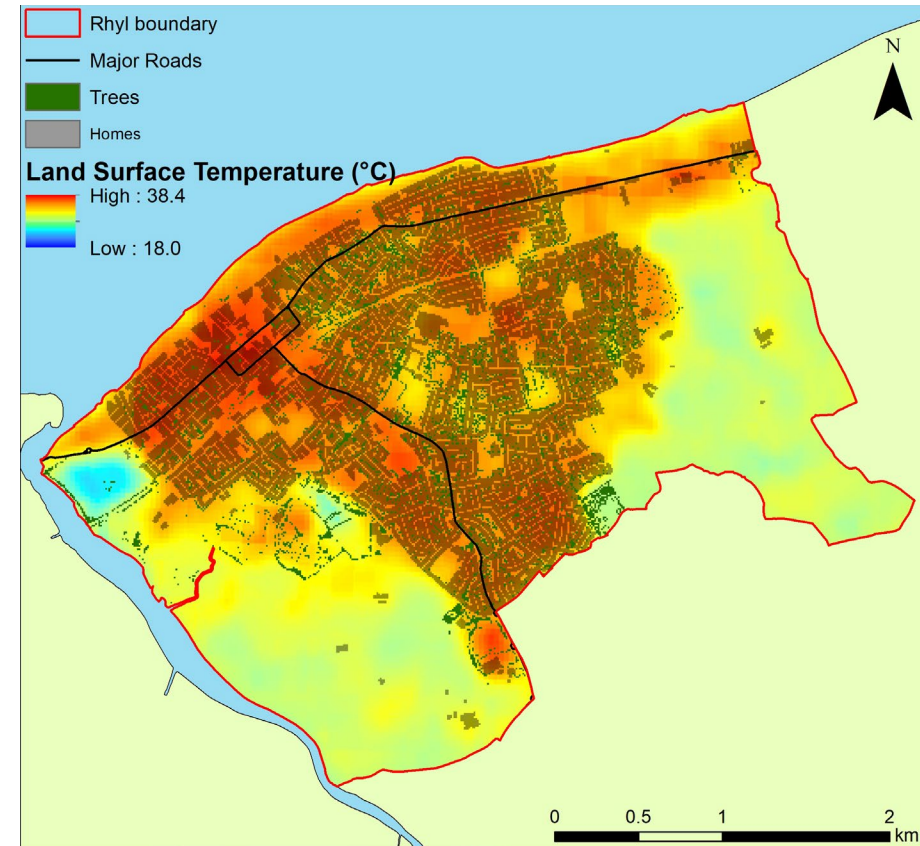 Rhyl boundary
Major Roads
Trees
Homes
Land Surface Temperature (°C)
High : 38.4
Low : 18.0
N
0 0.5 1 2
km